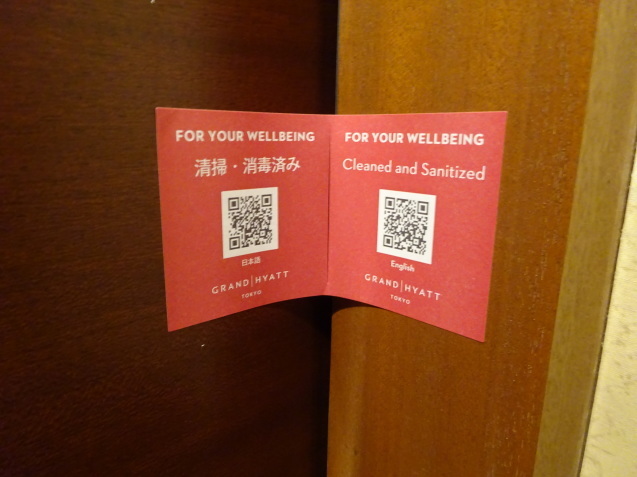 FOR YOUR WELLBEING
清掃・消毒済み
日本語
GRAND|HYATT
TOKYO
FOR YOUR WELLBEING
Cleaned and Sanitized
English
GRAND|HYATT
TOKYO